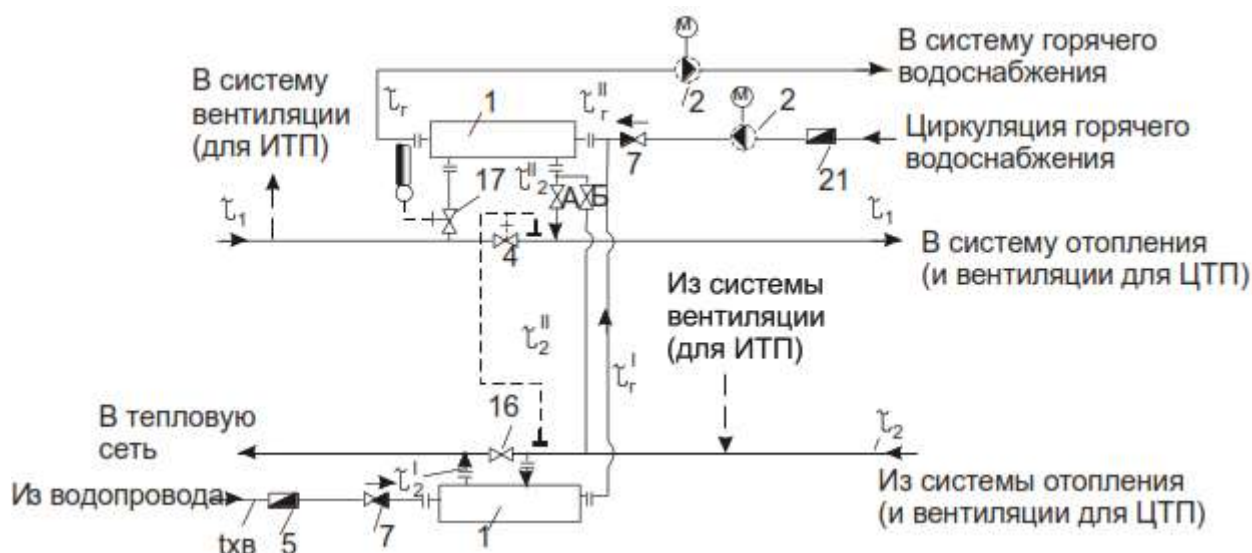 М
В систему горячего
водоснабжения
В систему
вентиляции
(для ИТП)
τг
1
τгII
2
М
2
Циркуляция горячего
водоснабжения
7
21
17
τ2II
А
Б
τ1
τ1
4
В систему отопления
(и вентиляции для ЦТП)
Из системы
вентиляции
(для ИТП)
τ2II
τгI
16
В тепловую
сеть
τ2
τ2I
Из водопровода
Из системы отопления
(и вентиляции для ЦТП)
tхв
5
7
1